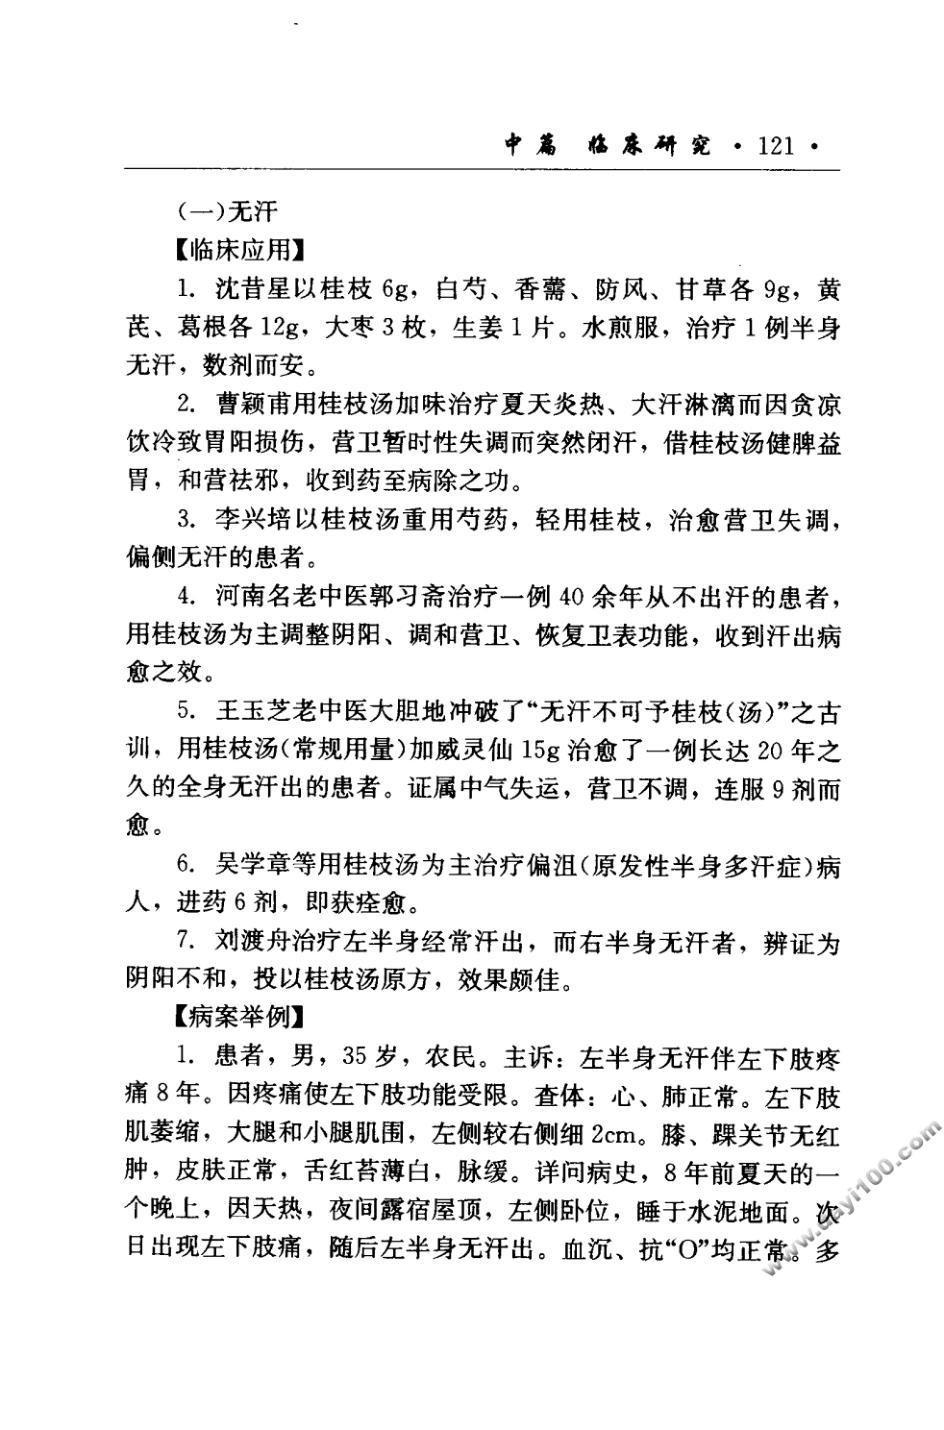 中篇 临床研究 · 121 ·
(一)无汗
【临床应用】
1. 沈昔星以桂枝 6g，白芍、香薷、防风、甘草各 9g，黄
芪、葛根各 12g，大枣 3 枚，生姜 1 片。水煎服，治疗 1 例半身
无汗，数剂而安。
2. 曹颖甫用桂枝汤加味治疗夏天炎热、大汗淋漓而因贪凉
饮冷致胃阳损伤，营卫暂时性失调而突然闭汗，借桂枝汤健脾益
胃，和营祛邪，收到药至病除之功。
3. 李兴培以桂枝汤重用芍药，轻用桂枝，治愈营卫失调，
偏侧无汗的患者。
4. 河南名老中医郭习斋治疗一例 40 余年从不出汗的患者，
用桂枝汤为主调整阴阳、调和营卫、恢复卫表功能，收到汗出病
愈之效。
5. 王玉芝老中医大胆地冲破了“无汗不可予桂枝(汤)”之古
训，用桂枝汤(常规用量)加威灵仙 15g 治愈了一例长达 20 年之
久的全身无汗出的患者。证属中气失运，营卫不调，连服 9 剂而
愈。
6. 吴学章等用桂枝汤为主治疗偏沮(原发性半身多汗症)病
人，进药 6 剂，即获痊愈。
7. 刘渡舟治疗左半身经常汗出，而右半身无汗者，辨证为
阴阳不和，投以桂枝汤原方，效果颇佳。
【病案举例】
1. 患者，男，35 岁，农民。主诉：左半身无汗伴左下肢疼
痛 8 年。因疼痛使左下肢功能受限。查体：心、肺正常。左下肢
肌萎缩，大腿和小腿肌围，左侧较右侧细 2cm。膝、踝关节无红
肿，皮肤正常，舌红苔薄白，脉缓。详问病史，8 年前夏天的一
个晚上，因天热，夜间露宿屋顶，左侧卧位，睡于水泥地面。次
日出现左下肢痛，随后左半身无汗出。血沉、抗“O”均正常。多
www.dayi100.com